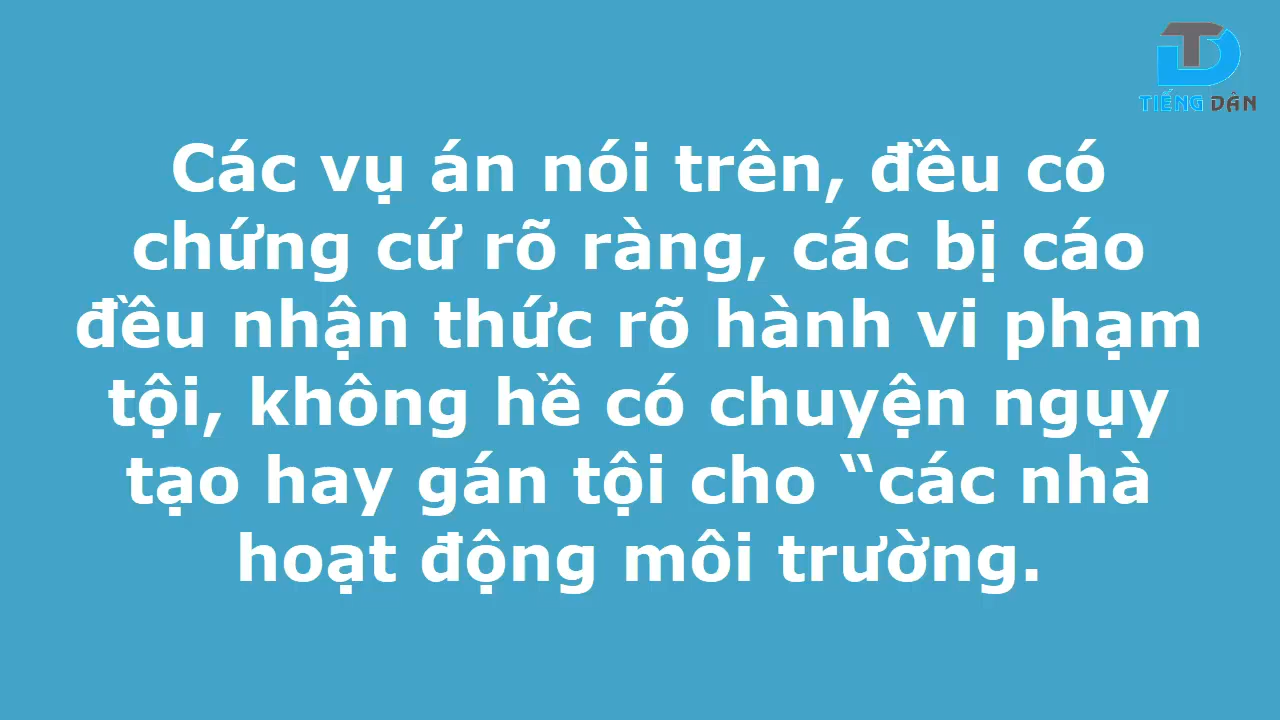 TIẾNG DÂN
Các vụ án nói trên, đều có
chứng cứ rõ ràng, các bị cáo
đều nhận thức rõ hành vi phạm
tội, không hề có chuyện ngụy
tạo hay gán tội cho “các nhà
hoạt động môi trường.